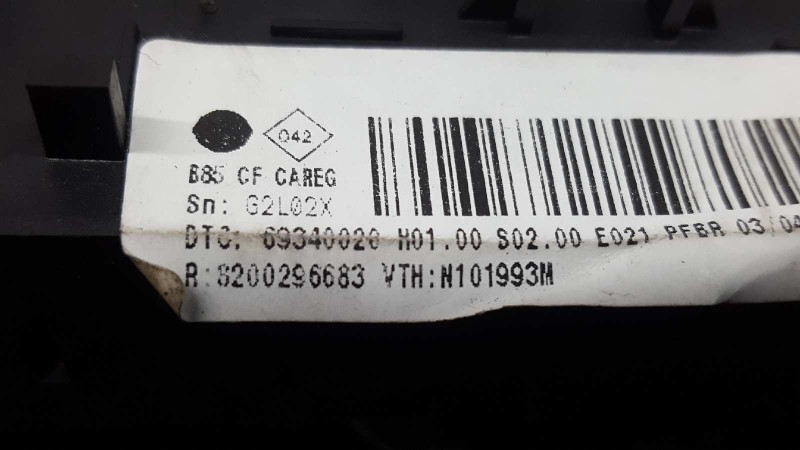 042
B85 CF CAREG
Sn: G2L02X
DTC: 69340020 H01.00 S02.00 E021 PFBR 03/04
R:8200296683 VTH:N101993M